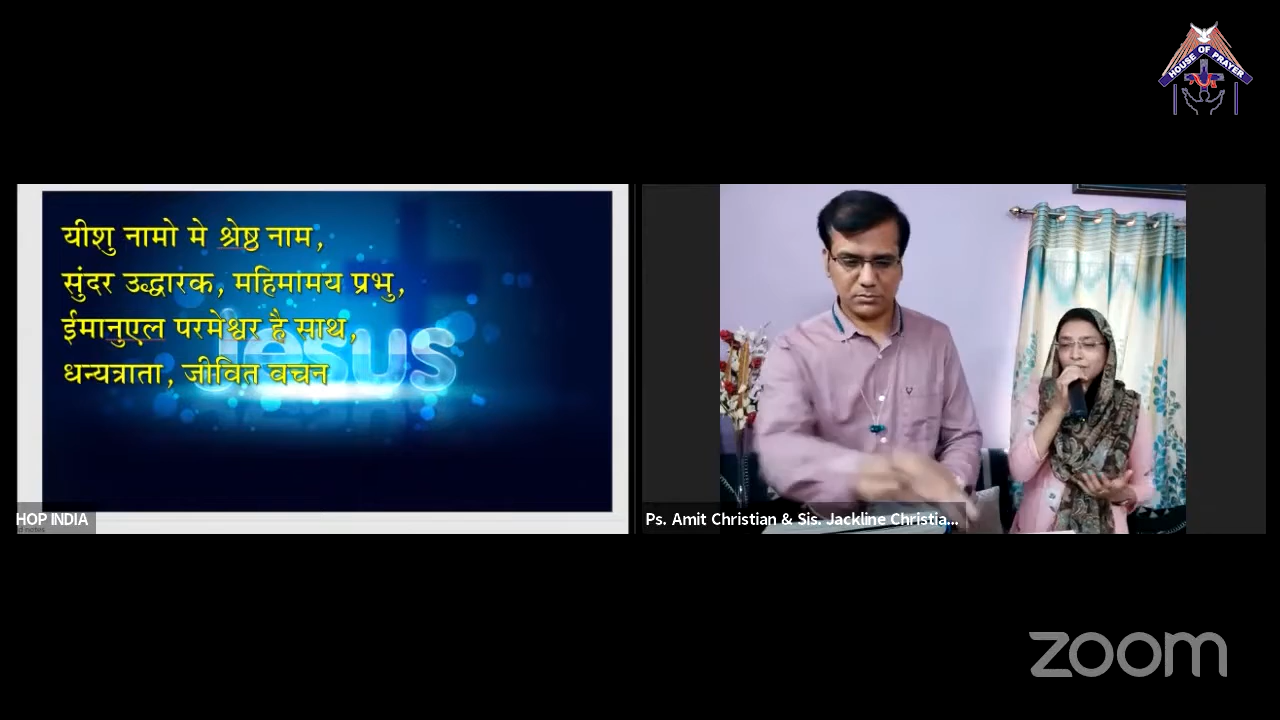 HOUSE OF PRAYER
यीशु नामो मे श्रेष्ठ नाम,
सुंदर उद्धारक, महिमामय प्रभु,
ईमानुएल परमेश्वर है साथ,
धन्यत्राता, जीवित वचन
Jesus
HOP INDIA
Ps. Amit Christian & Sis. Jackline Christia...
zoom